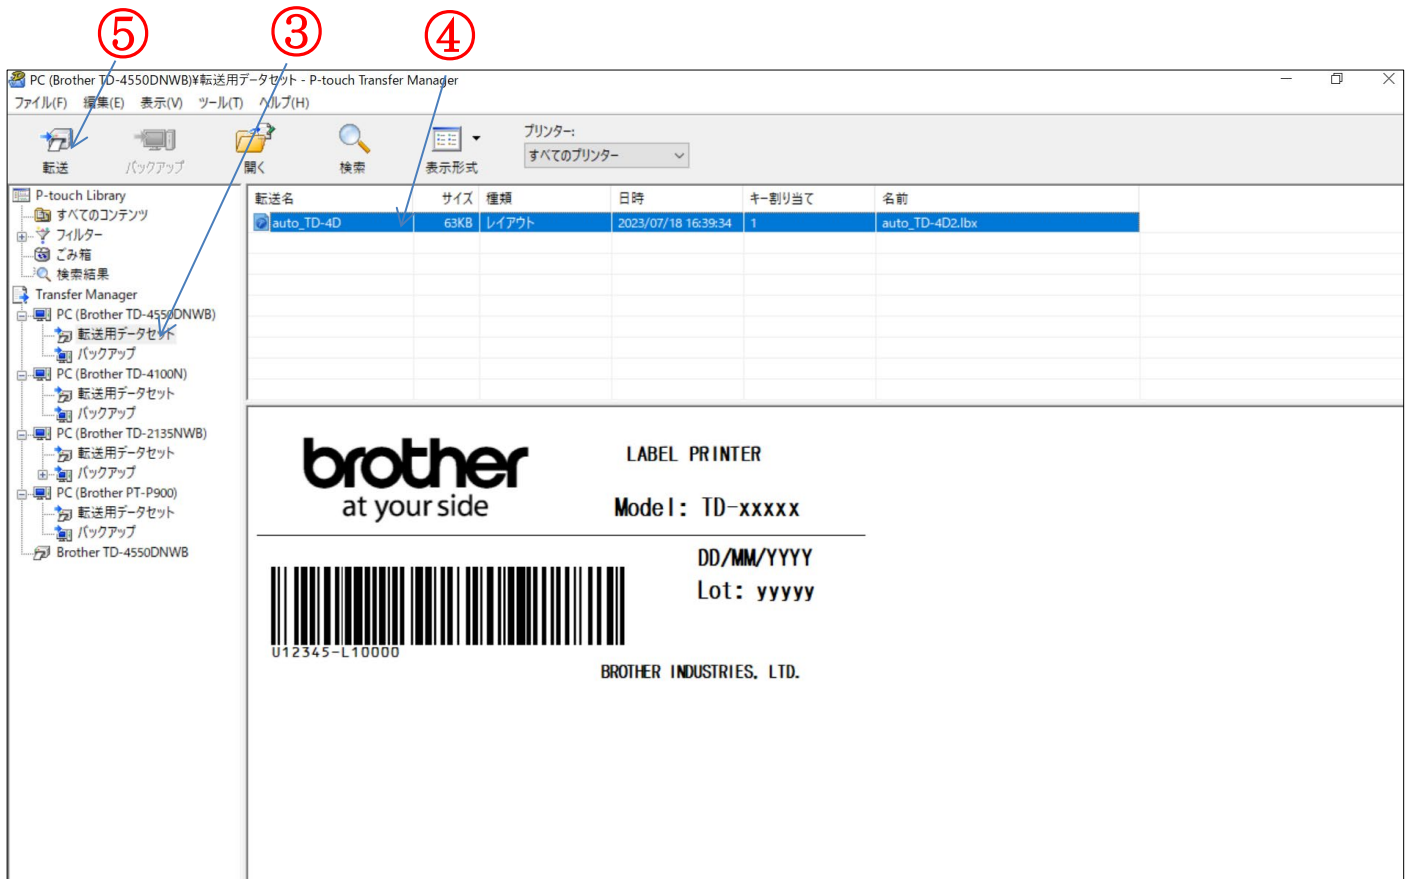 ⑤ ③ ④
PC (Brother TD-4550DNWB)¥転送用データセット - P-touch Transfer Manager
ファイル(F) 編集(E) 表示(V) ツール(T) ヘルプ(H)
転送 バックアップ 開く 検索 表示形式
プリンター:
すべてのプリンター
P-touch Library
すべてのコンテンツ
フィルター
ごみ箱
検索結果
Transfer Manager
PC (Brother TD-4550DNWB)
転送用データセット
バックアップ
PC (Brother TD-4100N)
転送用データセット
バックアップ
PC (Brother TD-2135NWB)
転送用データセット
バックアップ
PC (Brother PT-P900)
転送用データセット
バックアップ
Brother TD-4550DNWB
転送名 サイズ 種類 日時 キー割り当て 名前
auto_TD-4D 63KB レイアウト 2023/07/18 16:39:34 1 auto_TD-4D2.lbx
brother
at your side
LABEL PRINTER
Model: TD-xxxxx
DD/MM/YYYY
Lot: yyyyy
U12345-L10000
BROTHER INDUSTRIES, LTD.